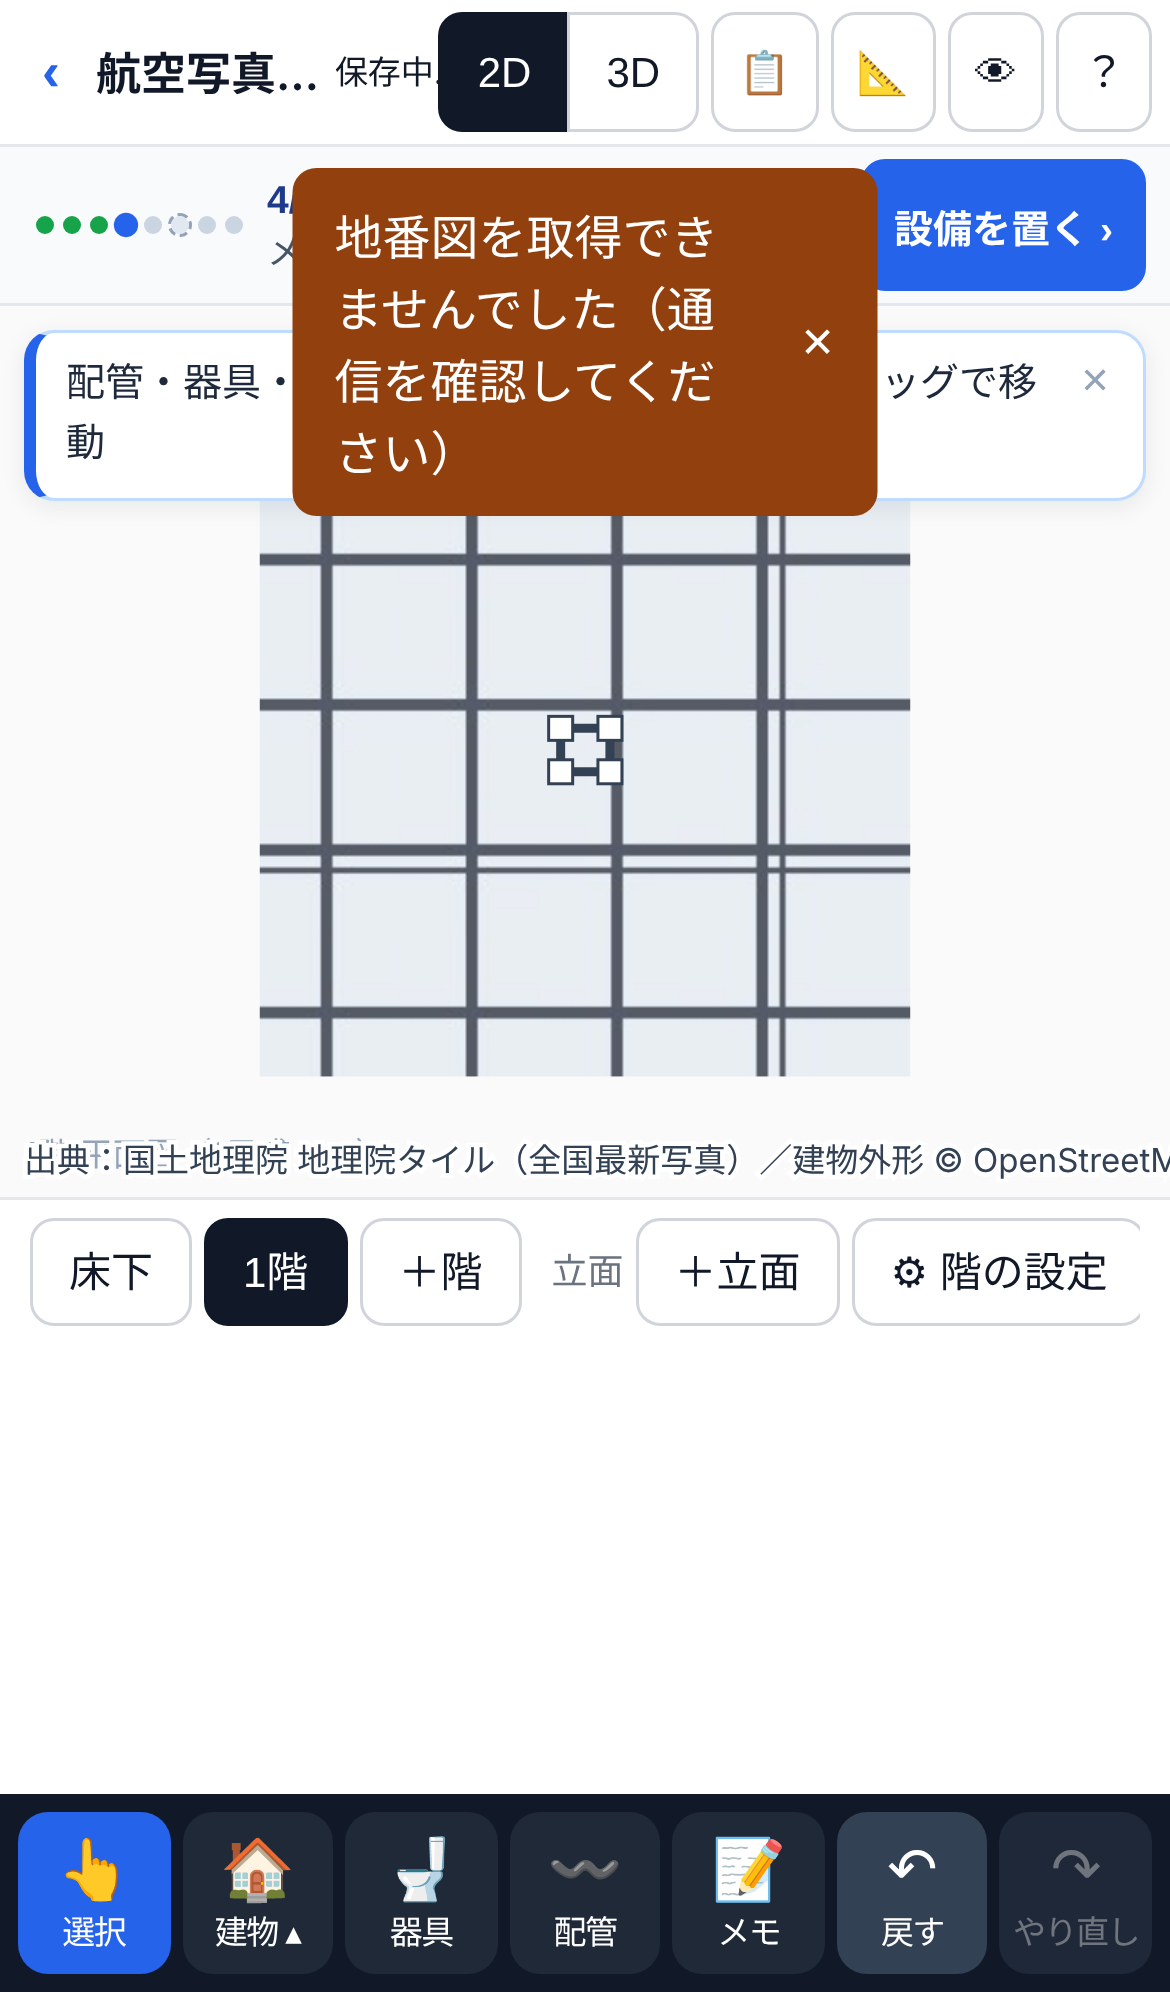 ‹ 航空写真… 保存中 2D 3D ?
4/
設備を置く ›
地番図を取得でき
ませんでした（通
信を確認してくだ
さい）
×
配管・器具・
ッグで移 ×
動
出典：国土地理院 地理院タイル（全国最新写真）／建物外形 © OpenStreetM
床下 1階 ＋階 立面 ＋立面 ⚙ 階の設定
選択 建物▲ 器具 配管 メモ 戻す やり直し